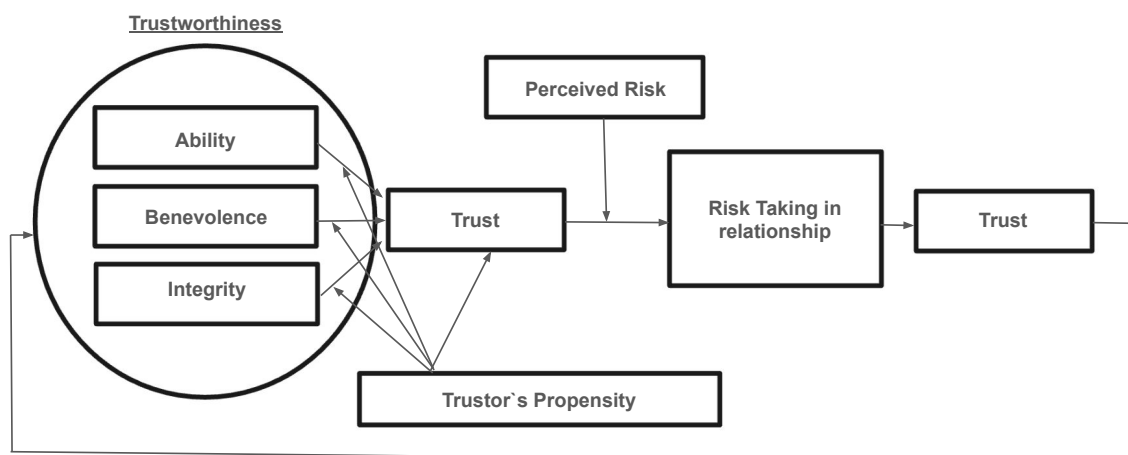 Trustworthiness
Perceived Risk
Ability
Benevolence
Integrity
Trust
Risk Taking in
relationship
Trust
Trustor`s Propensity